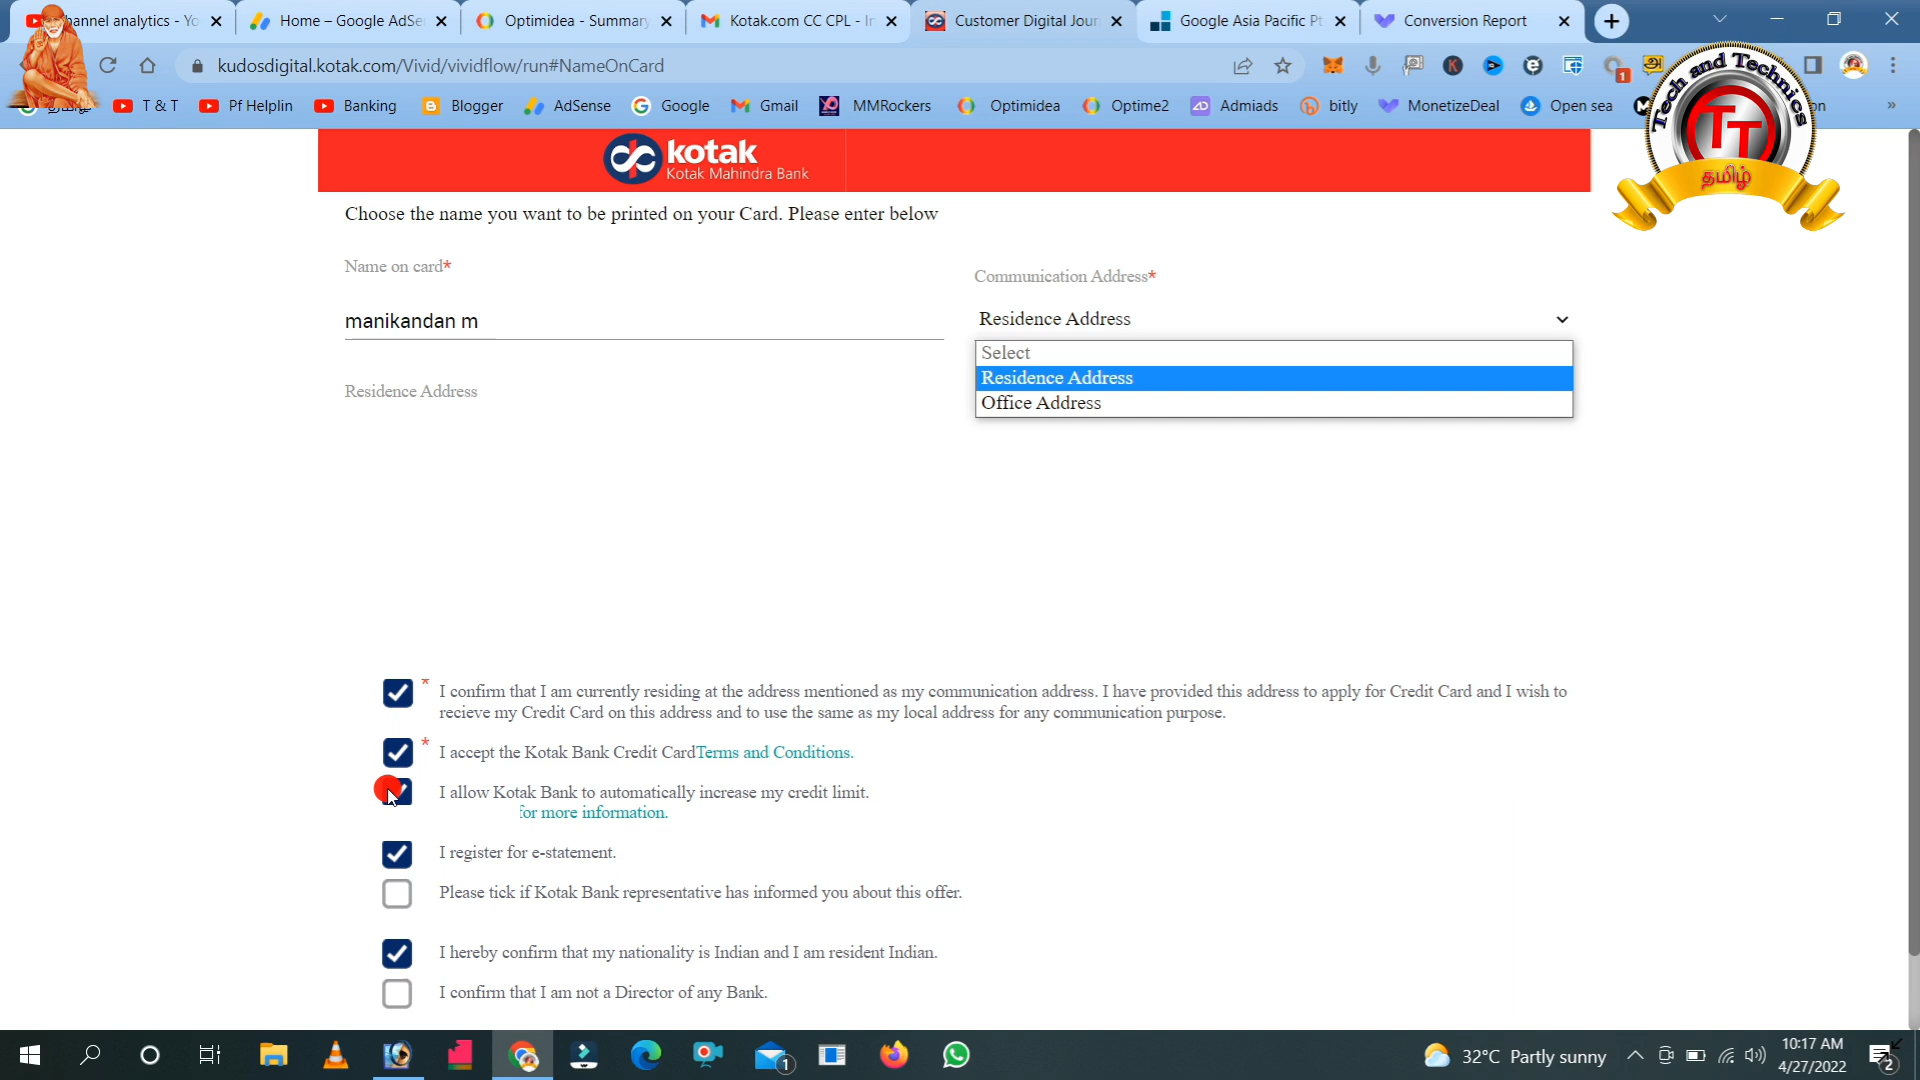 hannel analytics - Yo
Home – Google AdSe
Optimidea - Summary
Kotak.com CC CPL - In
Customer Digital Jour
Google Asia Pacific Pt
Conversion Report
kudosdigital.kotak.com/Vivid/vividflow/run#NameOnCard
T & T
Pf Helplin
Banking
Blogger
AdSense
Google
Gmail
MMRockers
Optimidea
Optime2
Admiads
bitly
MonetizeDeal
Open sea
Tech and Technics
TT
தமிழ்
kotak
Kotak Mahindra Bank
Choose the name you want to be printed on your Card. Please enter below
Name on card*
Communication Address*
manikandan m
Residence Address
Select
Residence Address
Office Address
Residence Address
* I confirm that I am currently residing at the address mentioned as my communication address. I have provided this address to apply for Credit Card and I wish to
recieve my Credit Card on this address and to use the same as my local address for any communication purpose.
* I accept the Kotak Bank Credit CardTerms and Conditions.
I allow Kotak Bank to automatically increase my credit limit.
for more information.
I register for e-statement.
Please tick if Kotak Bank representative has informed you about this offer.
I hereby confirm that my nationality is Indian and I am resident Indian.
I confirm that I am not a Director of any Bank.
32°C Partly sunny
10:17 AM
4/27/2022